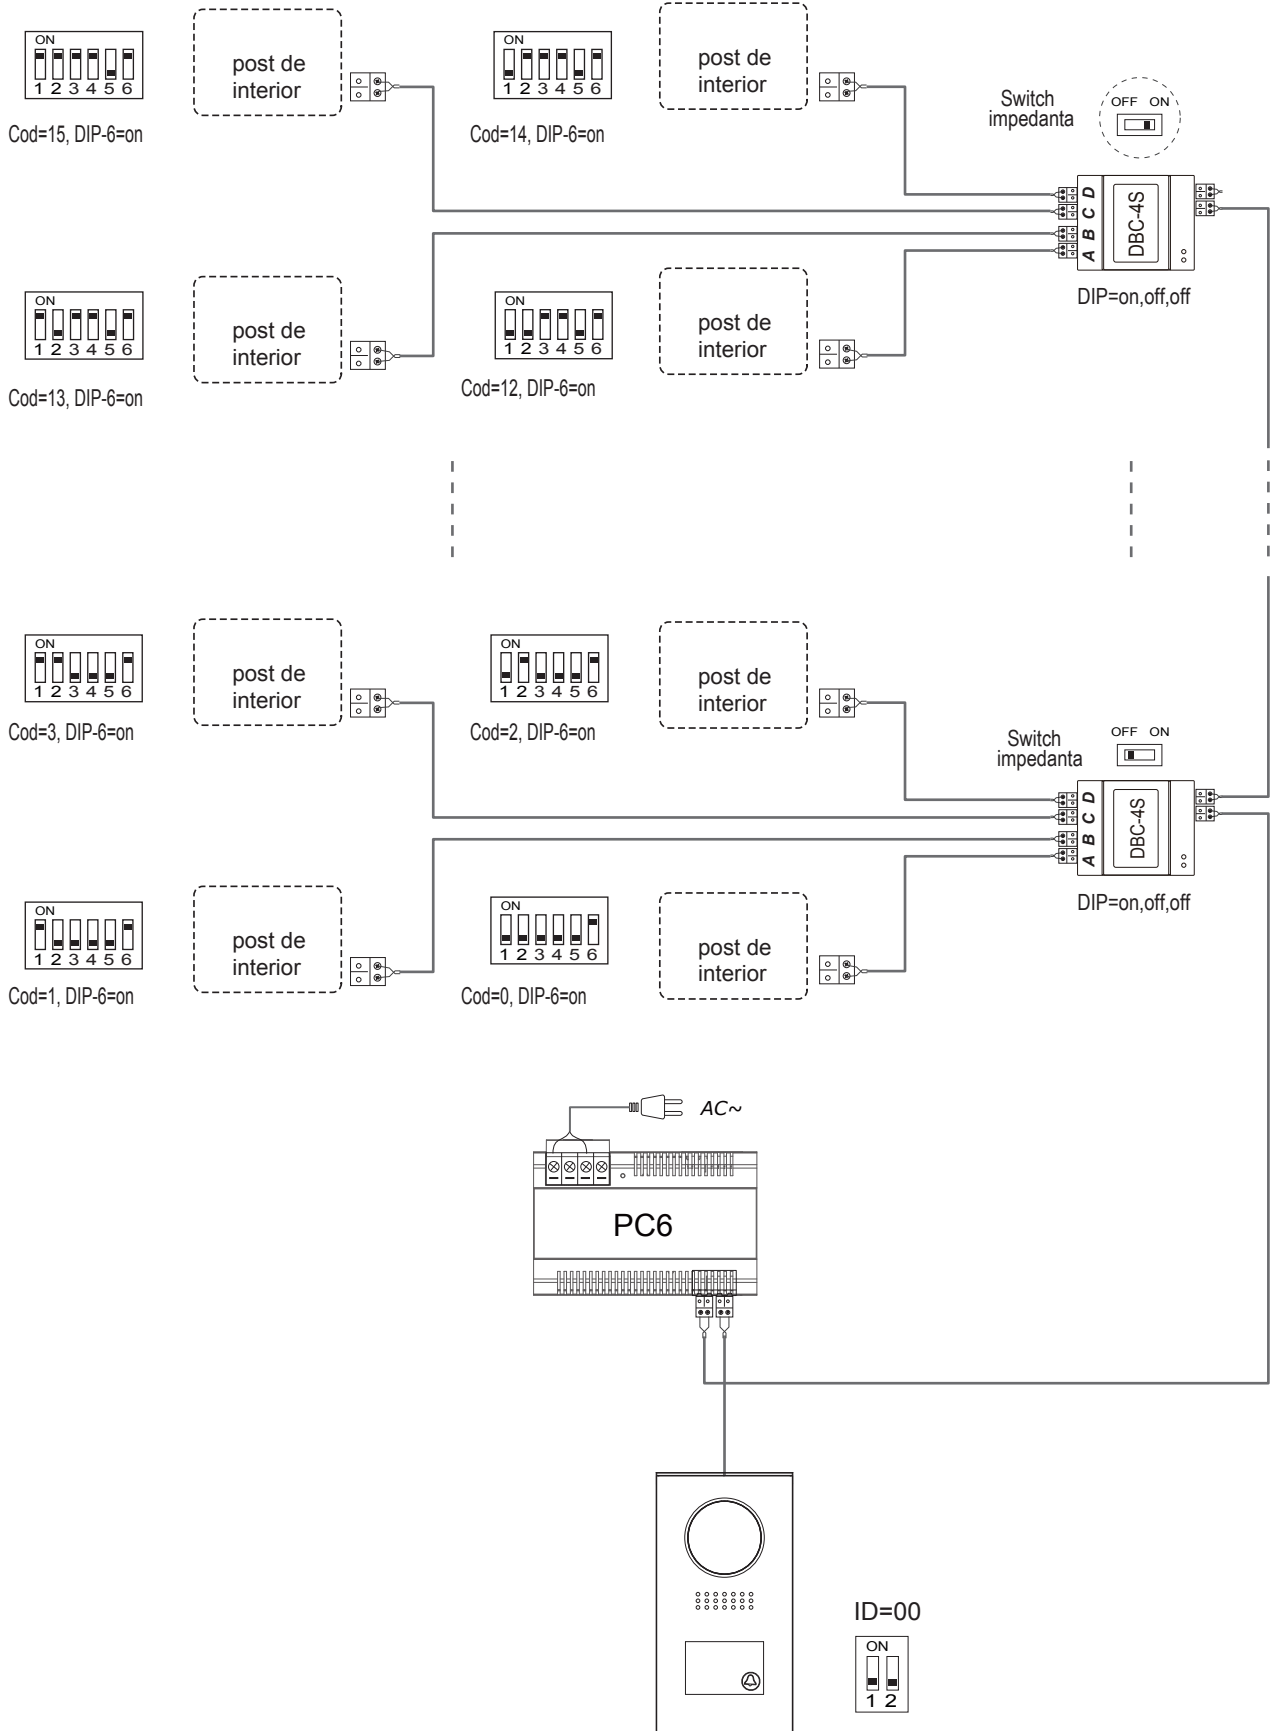 ON
1 2 3 4 5 6
Cod=15, DIP-6=on
post de
interior
ON
1 2 3 4 5 6
Cod=14, DIP-6=on
post de
interior
Switch
impedanta
OFF ON
A B C D
DBC-4S
DIP=on,off,off
ON
1 2 3 4 5 6
Cod=13, DIP-6=on
post de
interior
ON
1 2 3 4 5 6
Cod=12, DIP-6=on
post de
interior
ON
1 2 3 4 5 6
Cod=3, DIP-6=on
post de
interior
ON
1 2 3 4 5 6
Cod=2, DIP-6=on
post de
interior
Switch
impedanta
OFF ON
A B C D
DBC-4S
DIP=on,off,off
ON
1 2 3 4 5 6
Cod=1, DIP-6=on
post de
interior
ON
1 2 3 4 5 6
Cod=0, DIP-6=on
post de
interior
AC~
PC6
ID=00
ON
1 2